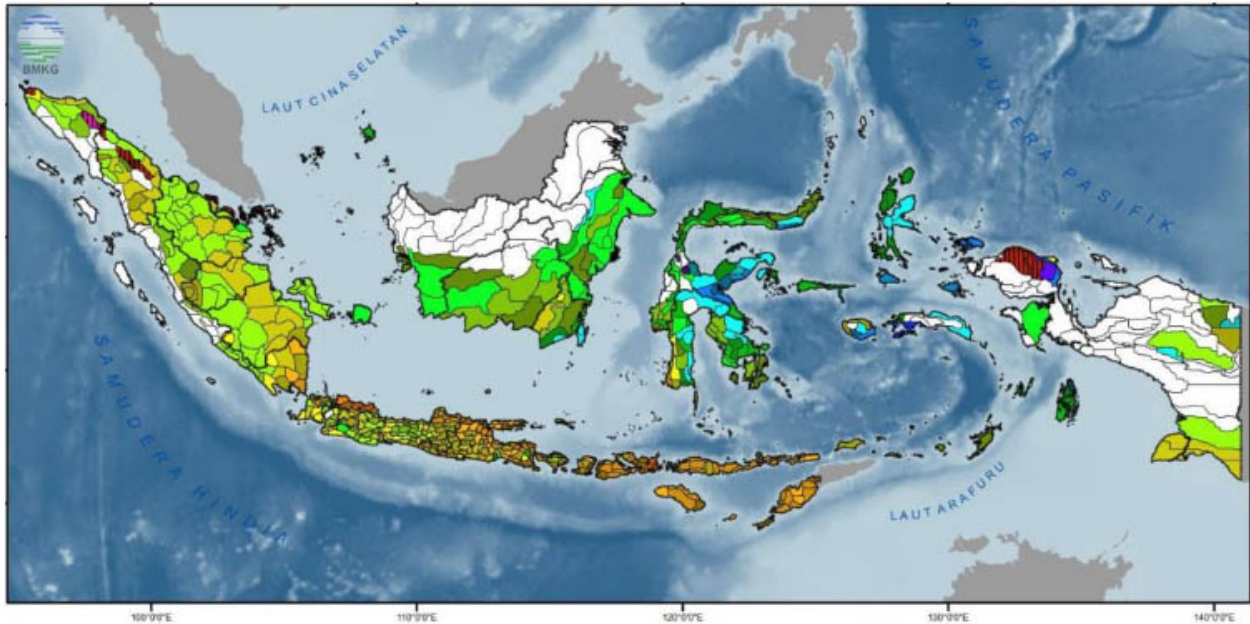 BMKG
LAUT CINA SELATAN
SAMUDERA PASIFIK
SAMUDERA HINDIA
LAUT ARAFURU
100°0'0"E
110°0'0"E
120°0'0"E
130°0'0"E
140°0'0"E